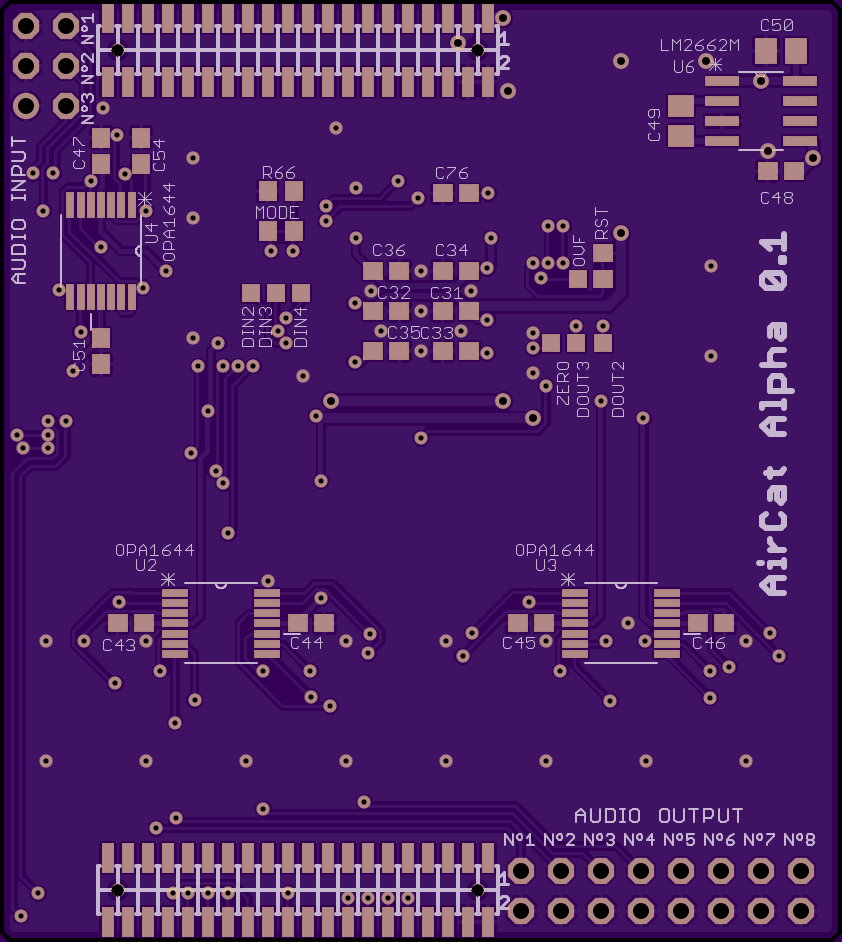 Nº1
Nº2
Nº3
AUDIO INPUT
1
2
C50
LM2662M
U6
C49
C48
C47
C54
U4
OPA1644
C51
R66
MODE
C76
C36
C34
C32
C31
C35
C33
DIN2
DIN3
DIN4
OVF
RST
ZERO
DOUT3
DOUT2
AirCat Alpha 0.1
OPA1644
U2
C43
C44
OPA1644
U3
C45
C46
AUDIO OUTPUT
Nº1 Nº2 Nº3 Nº4 Nº5 Nº6 Nº7 Nº8
1
2